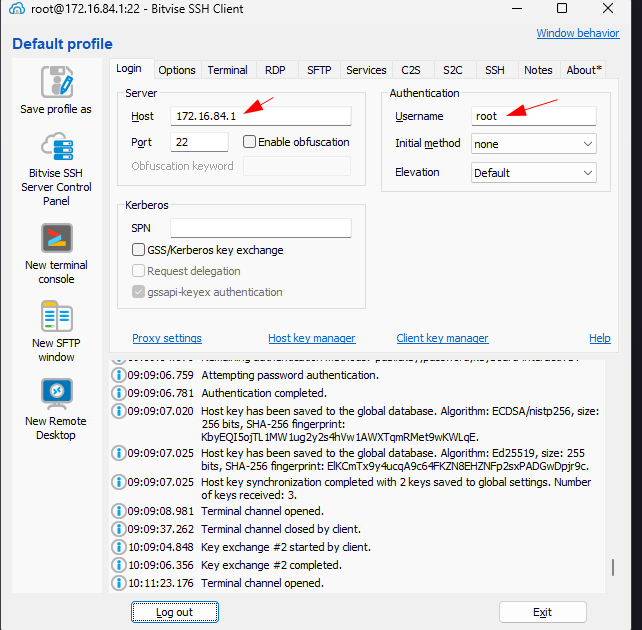 root@172.16.84.1:22 - Bitvise SSH Client
Default profile
Window behavior
Save profile as
Bitvise SSH
Server Control
Panel
New terminal
console
New SFTP
window
New Remote
Desktop
Login Options Terminal RDP SFTP Services C2S S2C SSH Notes About*
Server
Host 172.16.84.1
Port 22 Enable obfuscation
Obfuscation keyword
Authentication
Username root
Initial method none
Elevation Default
Kerberos
SPN
GSS/Kerberos key exchange
Request delegation
gssapi-keyex authentication
Proxy settings Host key manager Client key manager Help
09:09:06.759 Attempting password authentication.
09:09:06.781 Authentication completed.
09:09:07.020 Host key has been saved to the global database. Algorithm: ECDSA/nistp256, size:
256 bits, SHA-256 fingerprint:
KbyEQI5ojTL1MW1ug2y2s4hVw1AWXTqmRMet9wKWLqE.
09:09:07.025 Host key has been saved to the global database. Algorithm: Ed25519, size: 255
bits, SHA-256 fingerprint: ElKCmTx9y4ucqA9c64FKZN8EHZNFp2sxPADGwDpjr9c.
09:09:07.025 Host key synchronization completed with 2 keys saved to global settings. Number
of keys received: 3.
09:09:08.981 Terminal channel opened.
09:09:37.262 Terminal channel closed by client.
10:09:04.848 Key exchange #2 started by client.
10:09:06.356 Key exchange #2 completed.
10:11:23.176 Terminal channel opened.
Log out Exit